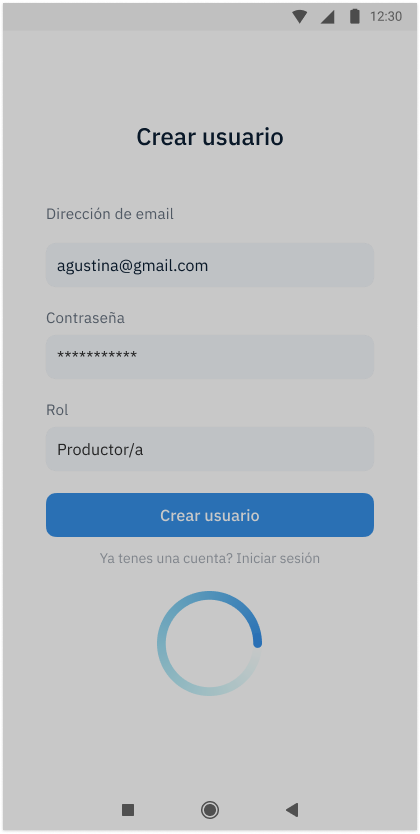 12:30
Crear usuario
Dirección de email
agustina@gmail.com
Contraseña
***********
Rol
Productor/a
Crear usuario
Ya tenes una cuenta? Iniciar sesión